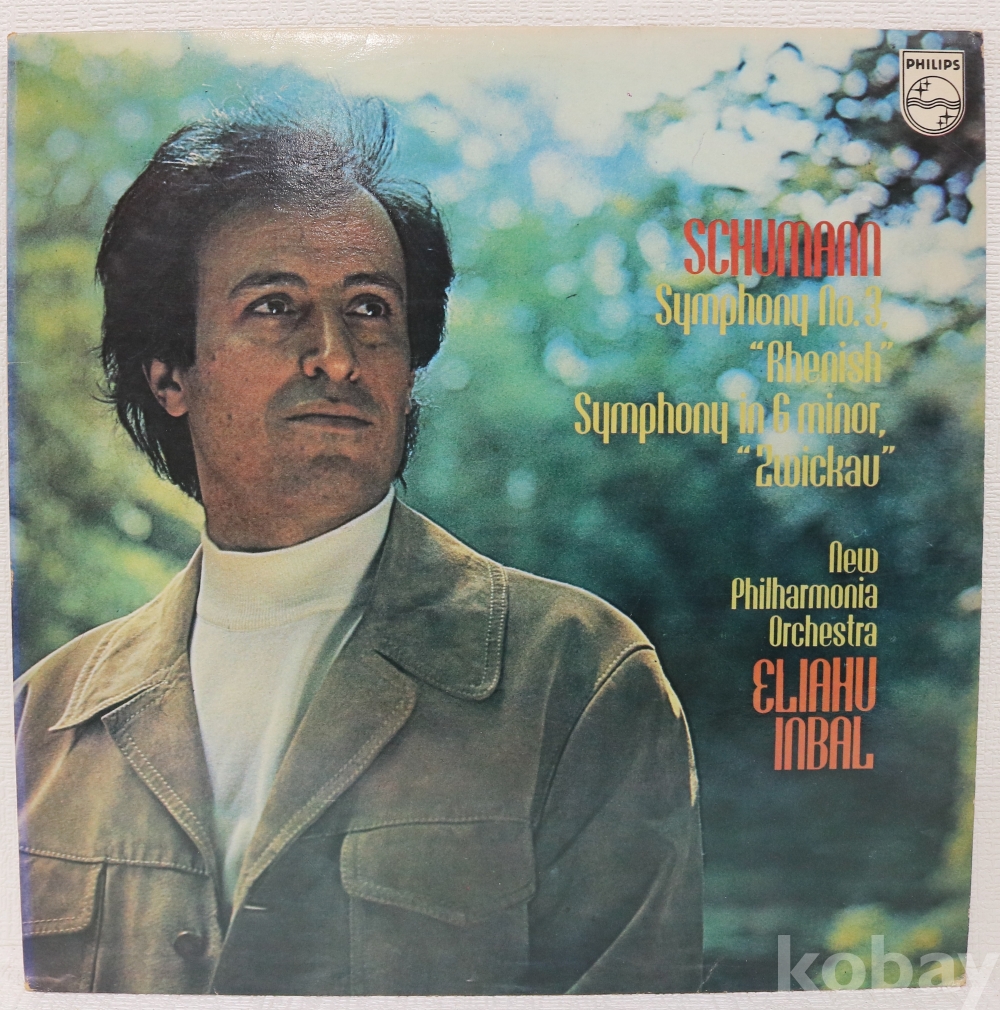 PHILIPS
SCHUMANN
Symphony No. 3,
“Rhenish”
Symphony in G minor,
“Zwickau”
New
Philharmonia
Orchestra
ELIAHU
INBAL
kobay